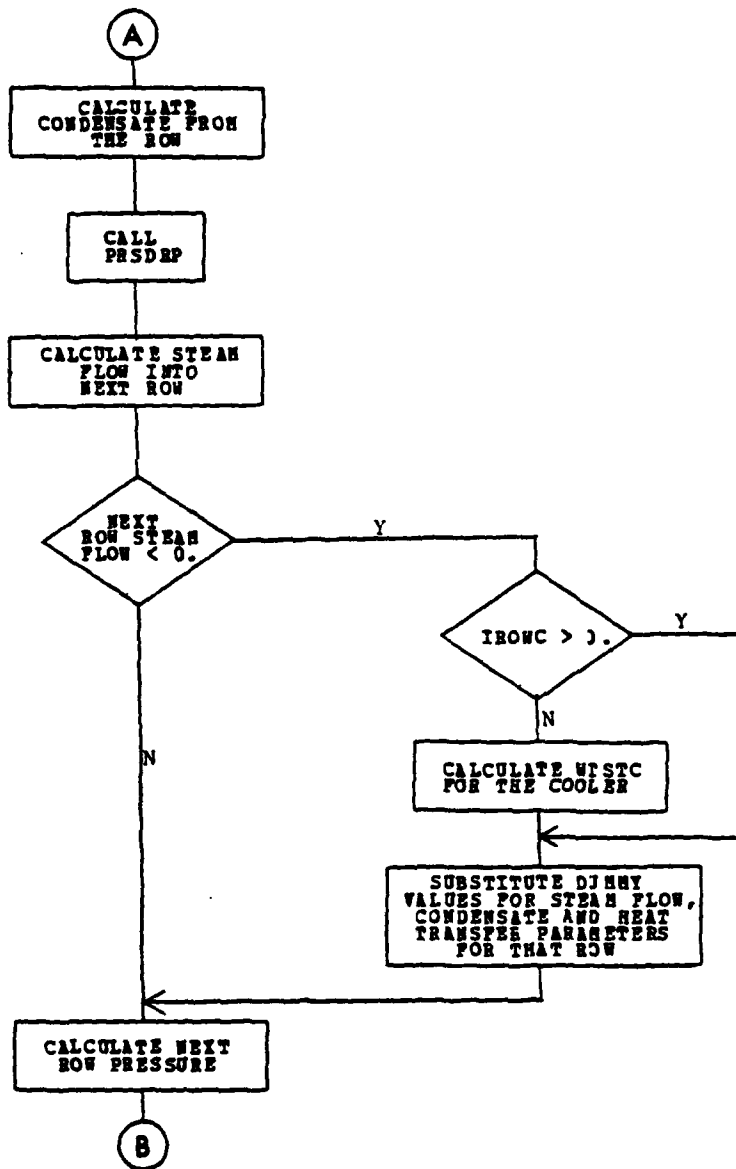 A
CALCULATE
CONDENSATE FROM
THE ROW
CALL
PRSDRP
CALCULATE STEAM
FLOW INTO
NEXT ROW
NEXT
ROW STEAM
FLOW < 0.
Y
IROWC > 0.
Y
N
N
CALCULATE WTSTC
FOR THE COOLER
SUBSTITUTE DUMMY
VALUES FOR STEAM FLOW,
CONDENSATE AND HEAT
TRANSFER PARAMETERS
FOR THAT ROW
CALCULATE NEXT
ROW PRESSURE
B